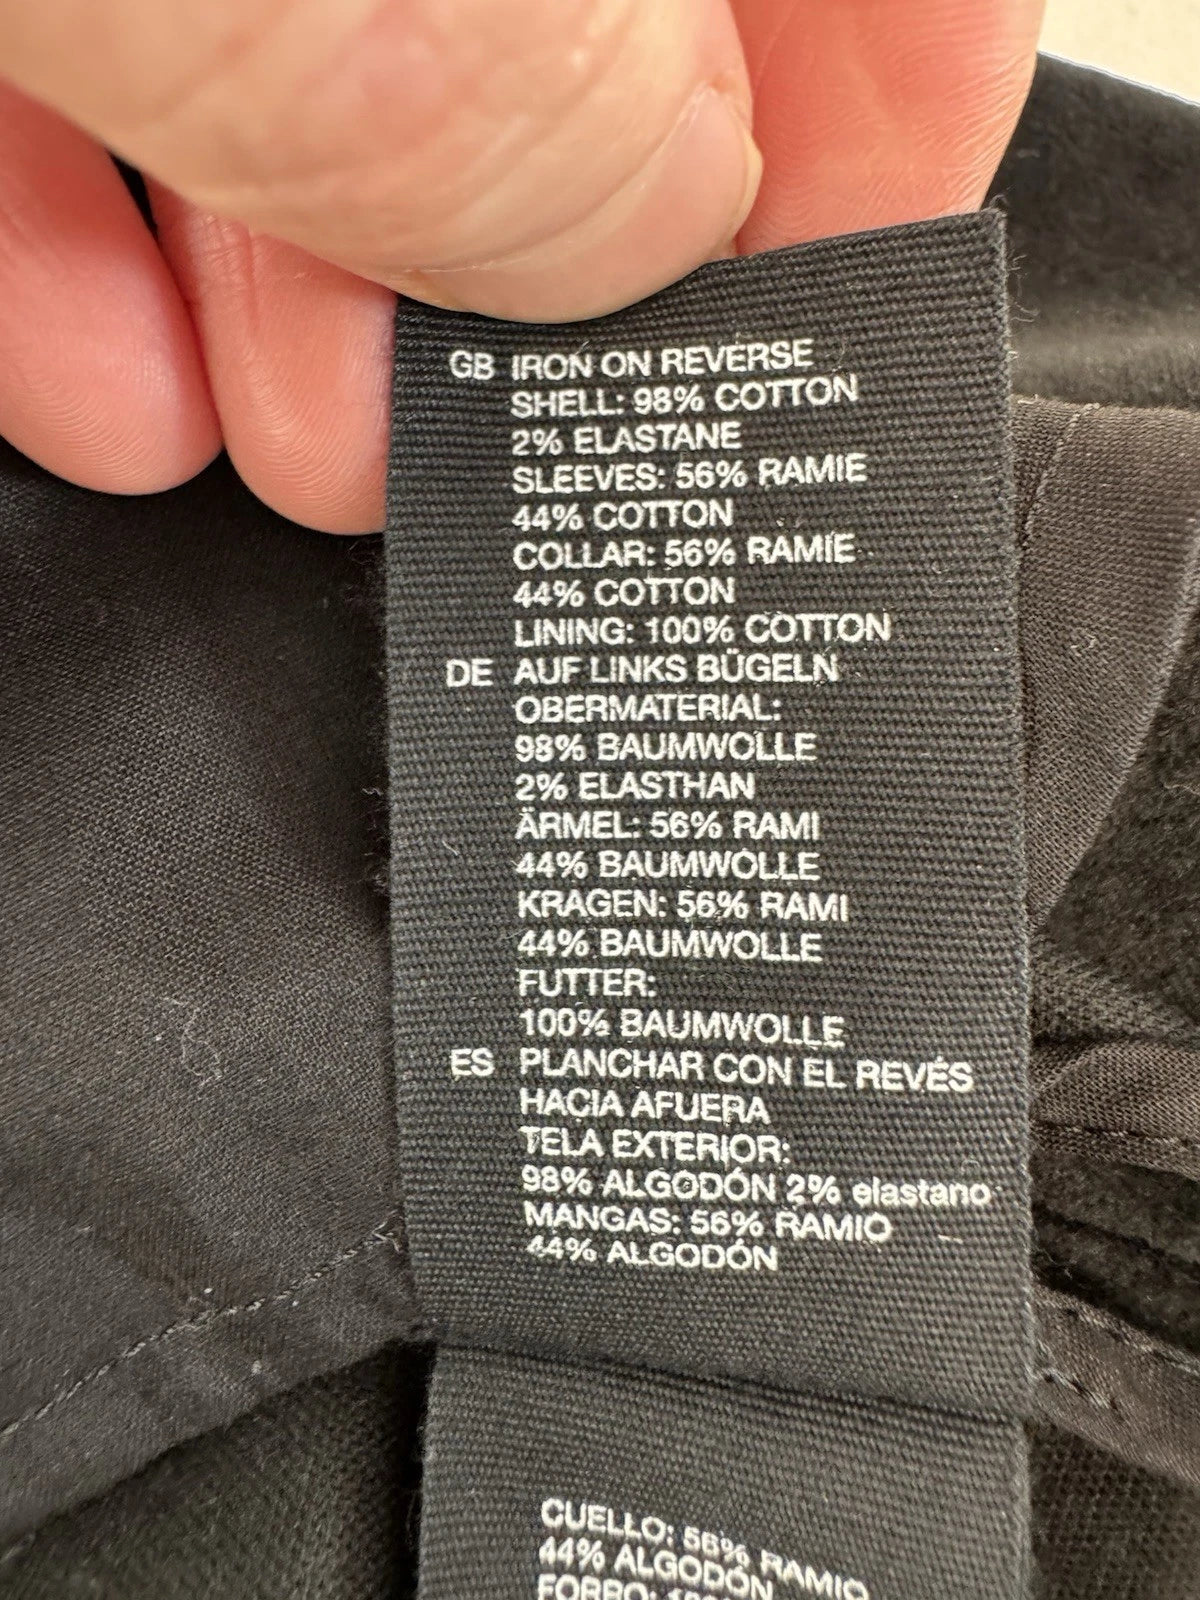 GB IRON ON REVERSE
SHELL: 98% COTTON
2% ELASTANE
SLEEVES: 56% RAMIE
44% COTTON
COLLAR: 56% RAMIE
44% COTTON
LINING: 100% COTTON
DE AUF LINKS BÜGELN
OBERMATERIAL:
98% BAUMWOLLE
2% ELASTHAN
ÄRMEL: 56% RAMI
44% BAUMWOLLE
KRAGEN: 56% RAMI
44% BAUMWOLLE
FUTTER:
100% BAUMWOLLE
ES PLANCHAR CON EL REVÉS
HACIA AFUERA
TELA EXTERIOR:
98% ALGODÓN 2% elastano
MANGAS: 56% RAMIO
44% ALGODÓN
CUELLO: 56% RAMIO
44% ALGODÓN
FORRO: